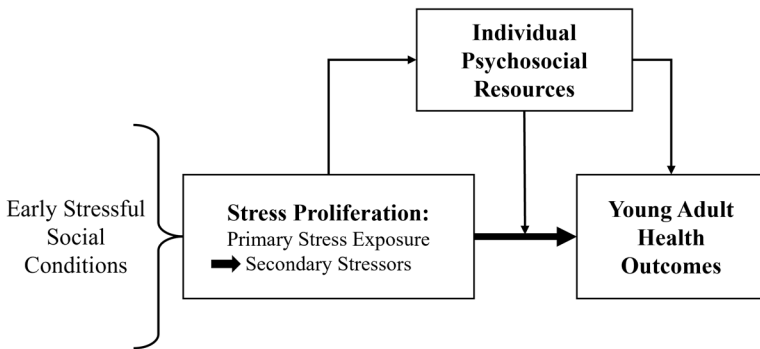 Individual
Psychosocial
Resources
Early Stressful
Social
Conditions
Stress Proliferation:
Primary Stress Exposure
Secondary Stressors
Young Adult
Health
Outcomes